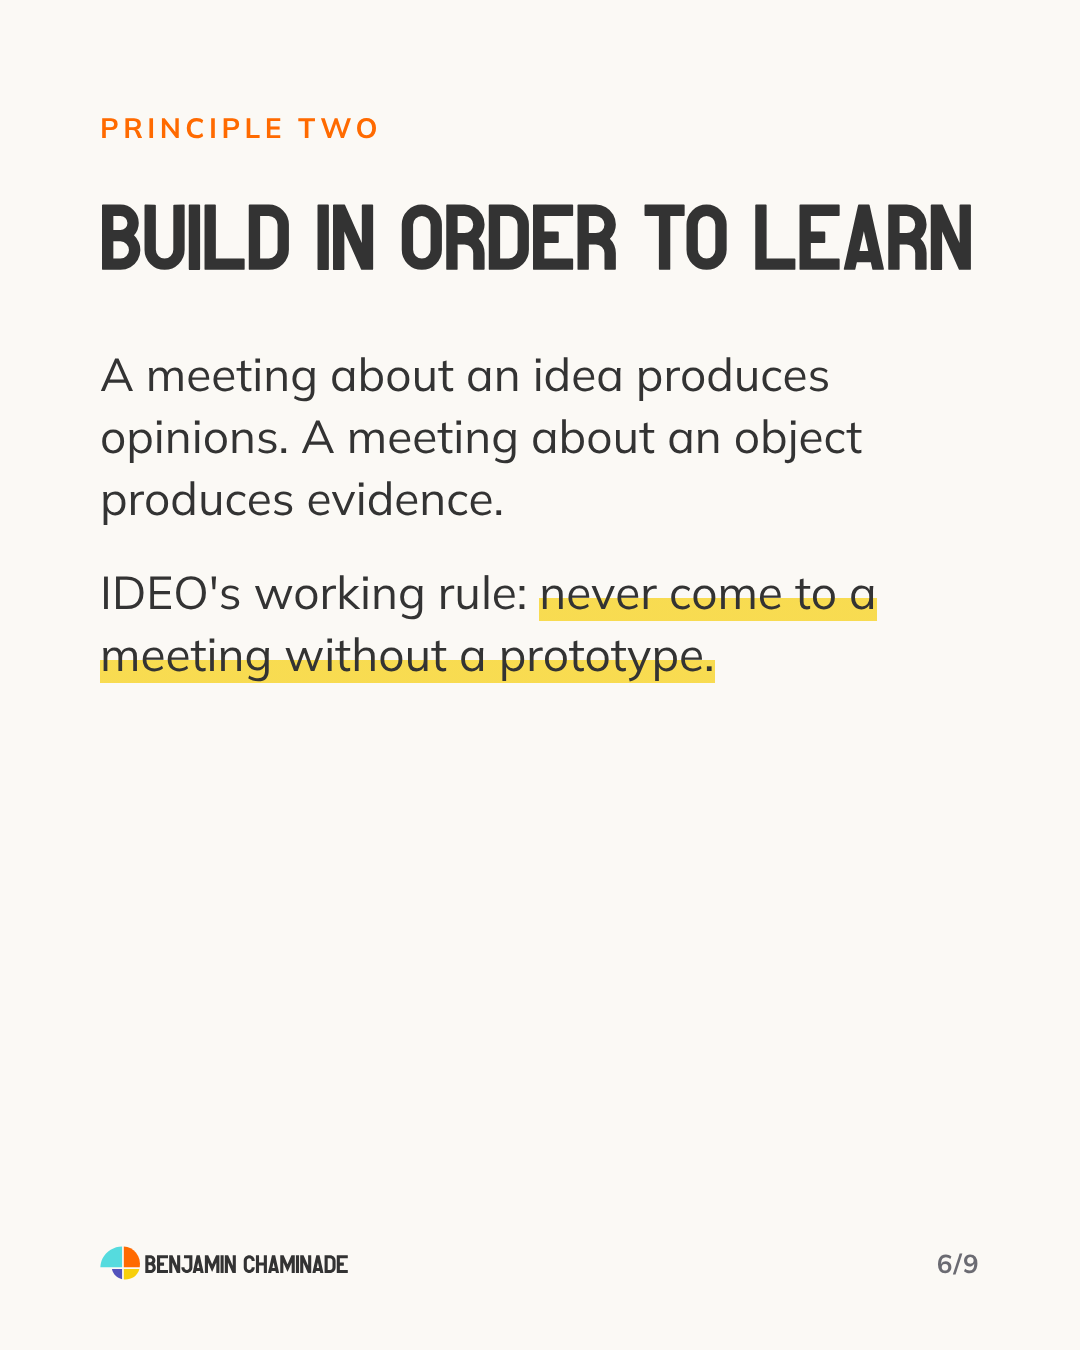 PRINCIPLE TWO
BUILD IN ORDER TO LEARN
A meeting about an idea produces
opinions. A meeting about an object
produces evidence.
IDEO's working rule: never come to a
meeting without a prototype.
BENJAMIN CHAMINADE
6/9